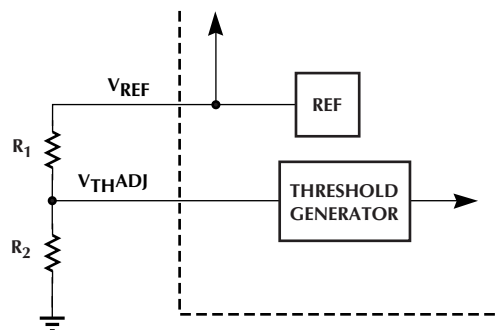 VREF
REF
R1
VTHADJ
THRESHOLD
GENERATOR
R2